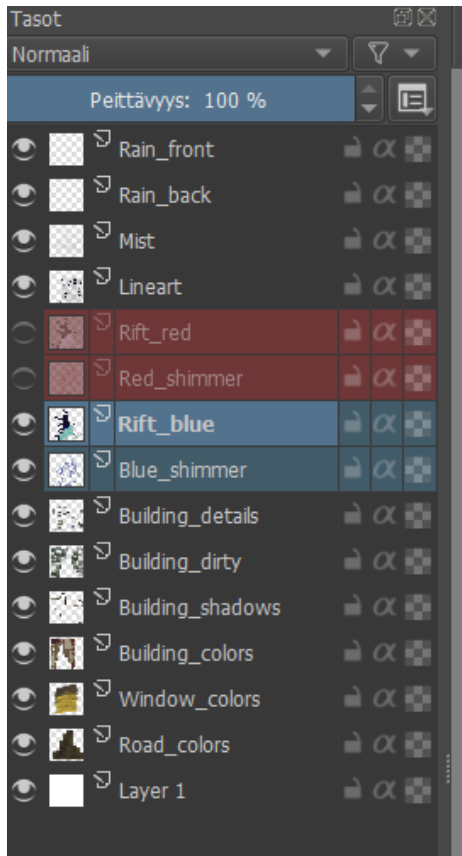 Tasot
Normaali
Peittävyys: 100 %
Rain_front
Rain_back
Mist
Lineart
Rift_red
Red_shimmer
Rift_blue
Blue_shimmer
Building_details
Building_dirty
Building_shadows
Building_colors
Window_colors
Road_colors
Layer 1